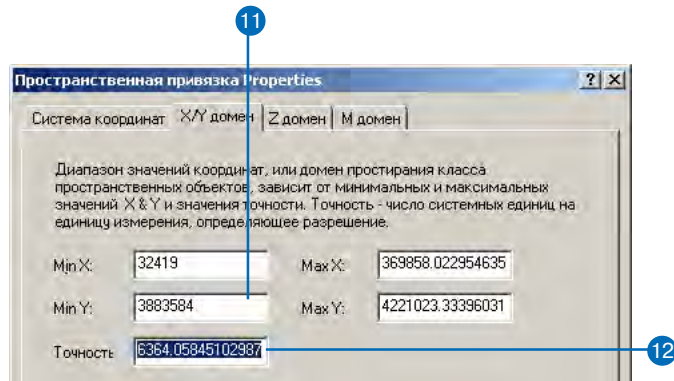 11
Пространственная привязка Properties
Система координат X/Y домен Z домен М домен
Диапазон значений координат, или домен простирания класса
пространственных объектов, зависит от минимальных и максимальных
значений X & Y и значения точности. Точность - число системных единиц на
единицу измерения, определяющее разрешение.
Min X: 32419 Max X: 369858.022954635
Min Y: 3883584 Max Y: 4221023.33396031
Точность 6364.05845102987
12